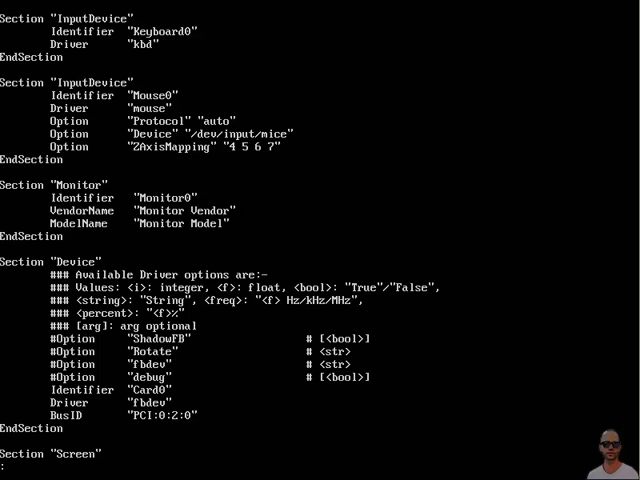 Section "InputDevice"
        Identifier  "Keyboard0"
        Driver      "kbd"
EndSection

Section "InputDevice"
        Identifier  "Mouse0"
        Driver      "mouse"
        Option      "Protocol" "auto"
        Option      "Device" "/dev/input/mice"
        Option      "ZAxisMapping" "4 5 6 7"
EndSection

Section "Monitor"
        Identifier   "Monitor0"
        VendorName   "Monitor Vendor"
        ModelName    "Monitor Model"
EndSection

Section "Device"
        ### Available Driver options are:-
        ### Values: <i>: integer, <f>: float, <bool>: "True"/"False",
        ### <string>: "String", <freq>: "<f> Hz/kHz/MHz",
        ### <percent>: "<f>%"
        ### [arg]: arg optional
        #Option     "ShadowFB"                  # [<bool>]
        #Option     "Rotate"                    # <str>
        #Option     "fbdev"                     # <str>
        #Option     "debug"                     # [<bool>]
        Identifier  "Card0"
        Driver      "fbdev"
        BusID       "PCI:0:2:0"
EndSection

Section "Screen"
: